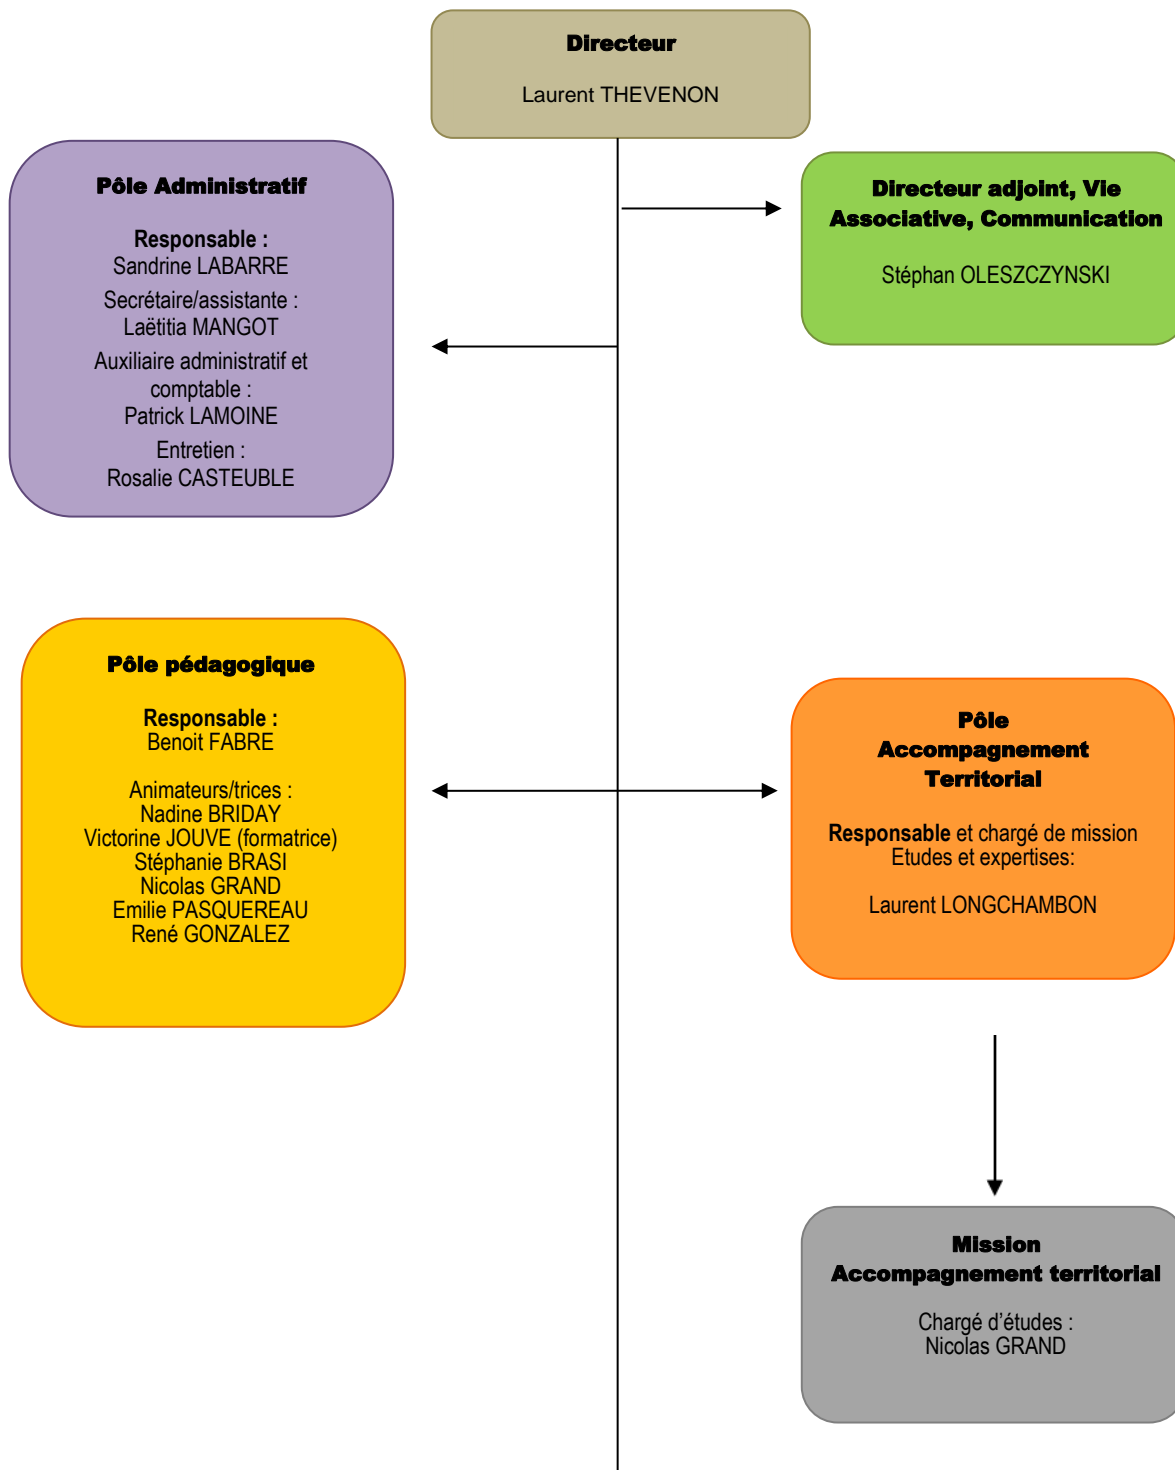 Directeur
Laurent THEVENON
Pôle Administratif
Responsable :
Sandrine LABARRE
Secrétaire/assistante :
Laëtitia MANGOT
Auxiliaire administratif et
comptable :
Patrick LAMOINE
Entretien :
Rosalie CASTEUBLE
Directeur adjoint, Vie
Associative, Communication
Stéphan OLESZCZYNSKI
Pôle pédagogique
Responsable :
Benoit FABRE
Animateurs/trices :
Nadine BRIDAY
Victorine JOUVE (formatrice)
Stéphanie BRASI
Nicolas GRAND
Emilie PASQUEREAU
René GONZALEZ
Pôle
Accompagnement
Territorial
Responsable et chargé de mission
Etudes et expertises:
Laurent LONGCHAMBON
Mission
Accompagnement territorial
Chargé d’études :
Nicolas GRAND